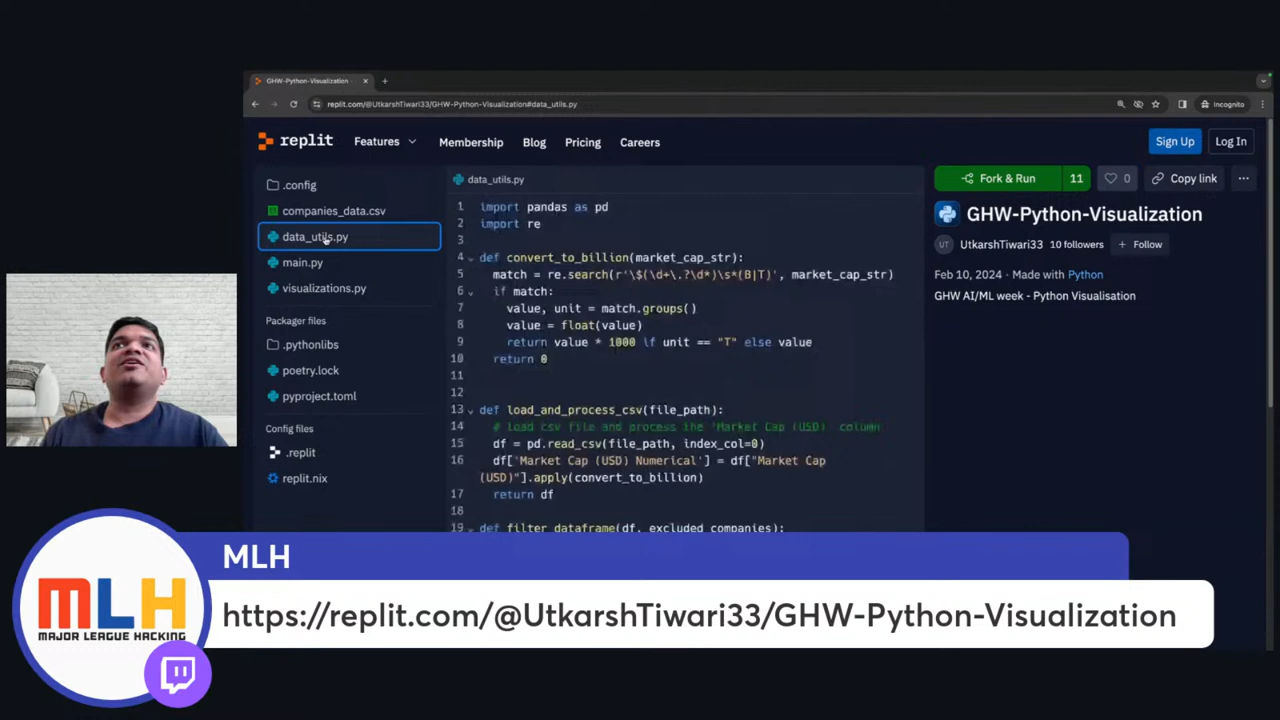 GHW-Python-Visualization
replit.com/@UtkarshTiwari33/GHW-Python-Visualization#data_utils.py
Incognito
replit
Features
Membership
Blog
Pricing
Careers
Sign Up
Log In
.config
companies_data.csv
data_utils.py
main.py
visualizations.py
Packager files
.pythonlibs
poetry.lock
pyproject.toml
Config files
.replit
replit.nix
data_utils.py
1 import pandas as pd
2 import re
3
4 def convert_to_billion(market_cap_str):
5 match = re.search(r'\$(\d+\.?\d*)\s*(B|T)', market_cap_str)
6 if match:
7 value, unit = match.groups()
8 value = float(value)
9 return value * 1000 if unit == "T" else value
10 return 0
11
12
13 def load_and_process_csv(file_path):
14 # load csv file and process the 'Market Cap (USD) column
15 df = pd.read_csv(file_path, index_col=0)
16 df['Market Cap (USD) Numerical'] = df["Market Cap
(USD)"].apply(convert_to_billion)
17 return df
18
19 def filter_dataframe(df, excluded_companies):
Fork & Run
11
0
Copy link
GHW-Python-Visualization
UT
UtkarshTiwari33
10 followers
+ Follow
Feb 10, 2024 · Made with Python
GHW AI/ML week - Python Visualisation
MLH
MAJOR LEAGUE HACKING
MLH
https://replit.com/@UtkarshTiwari33/GHW-Python-Visualization